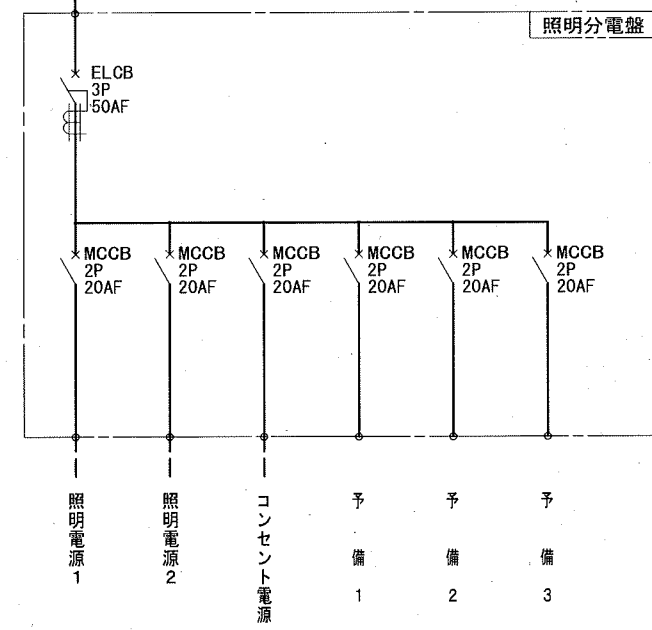 照明分電盤
ELCB
3P
50AF
MCCB
2P
20AF
MCCB
2P
20AF
MCCB
2P
20AF
MCCB
2P
20AF
MCCB
2P
20AF
MCCB
2P
20AF
照明電源1
照明電源2
コンセント電源
予備1
予備2
予備3